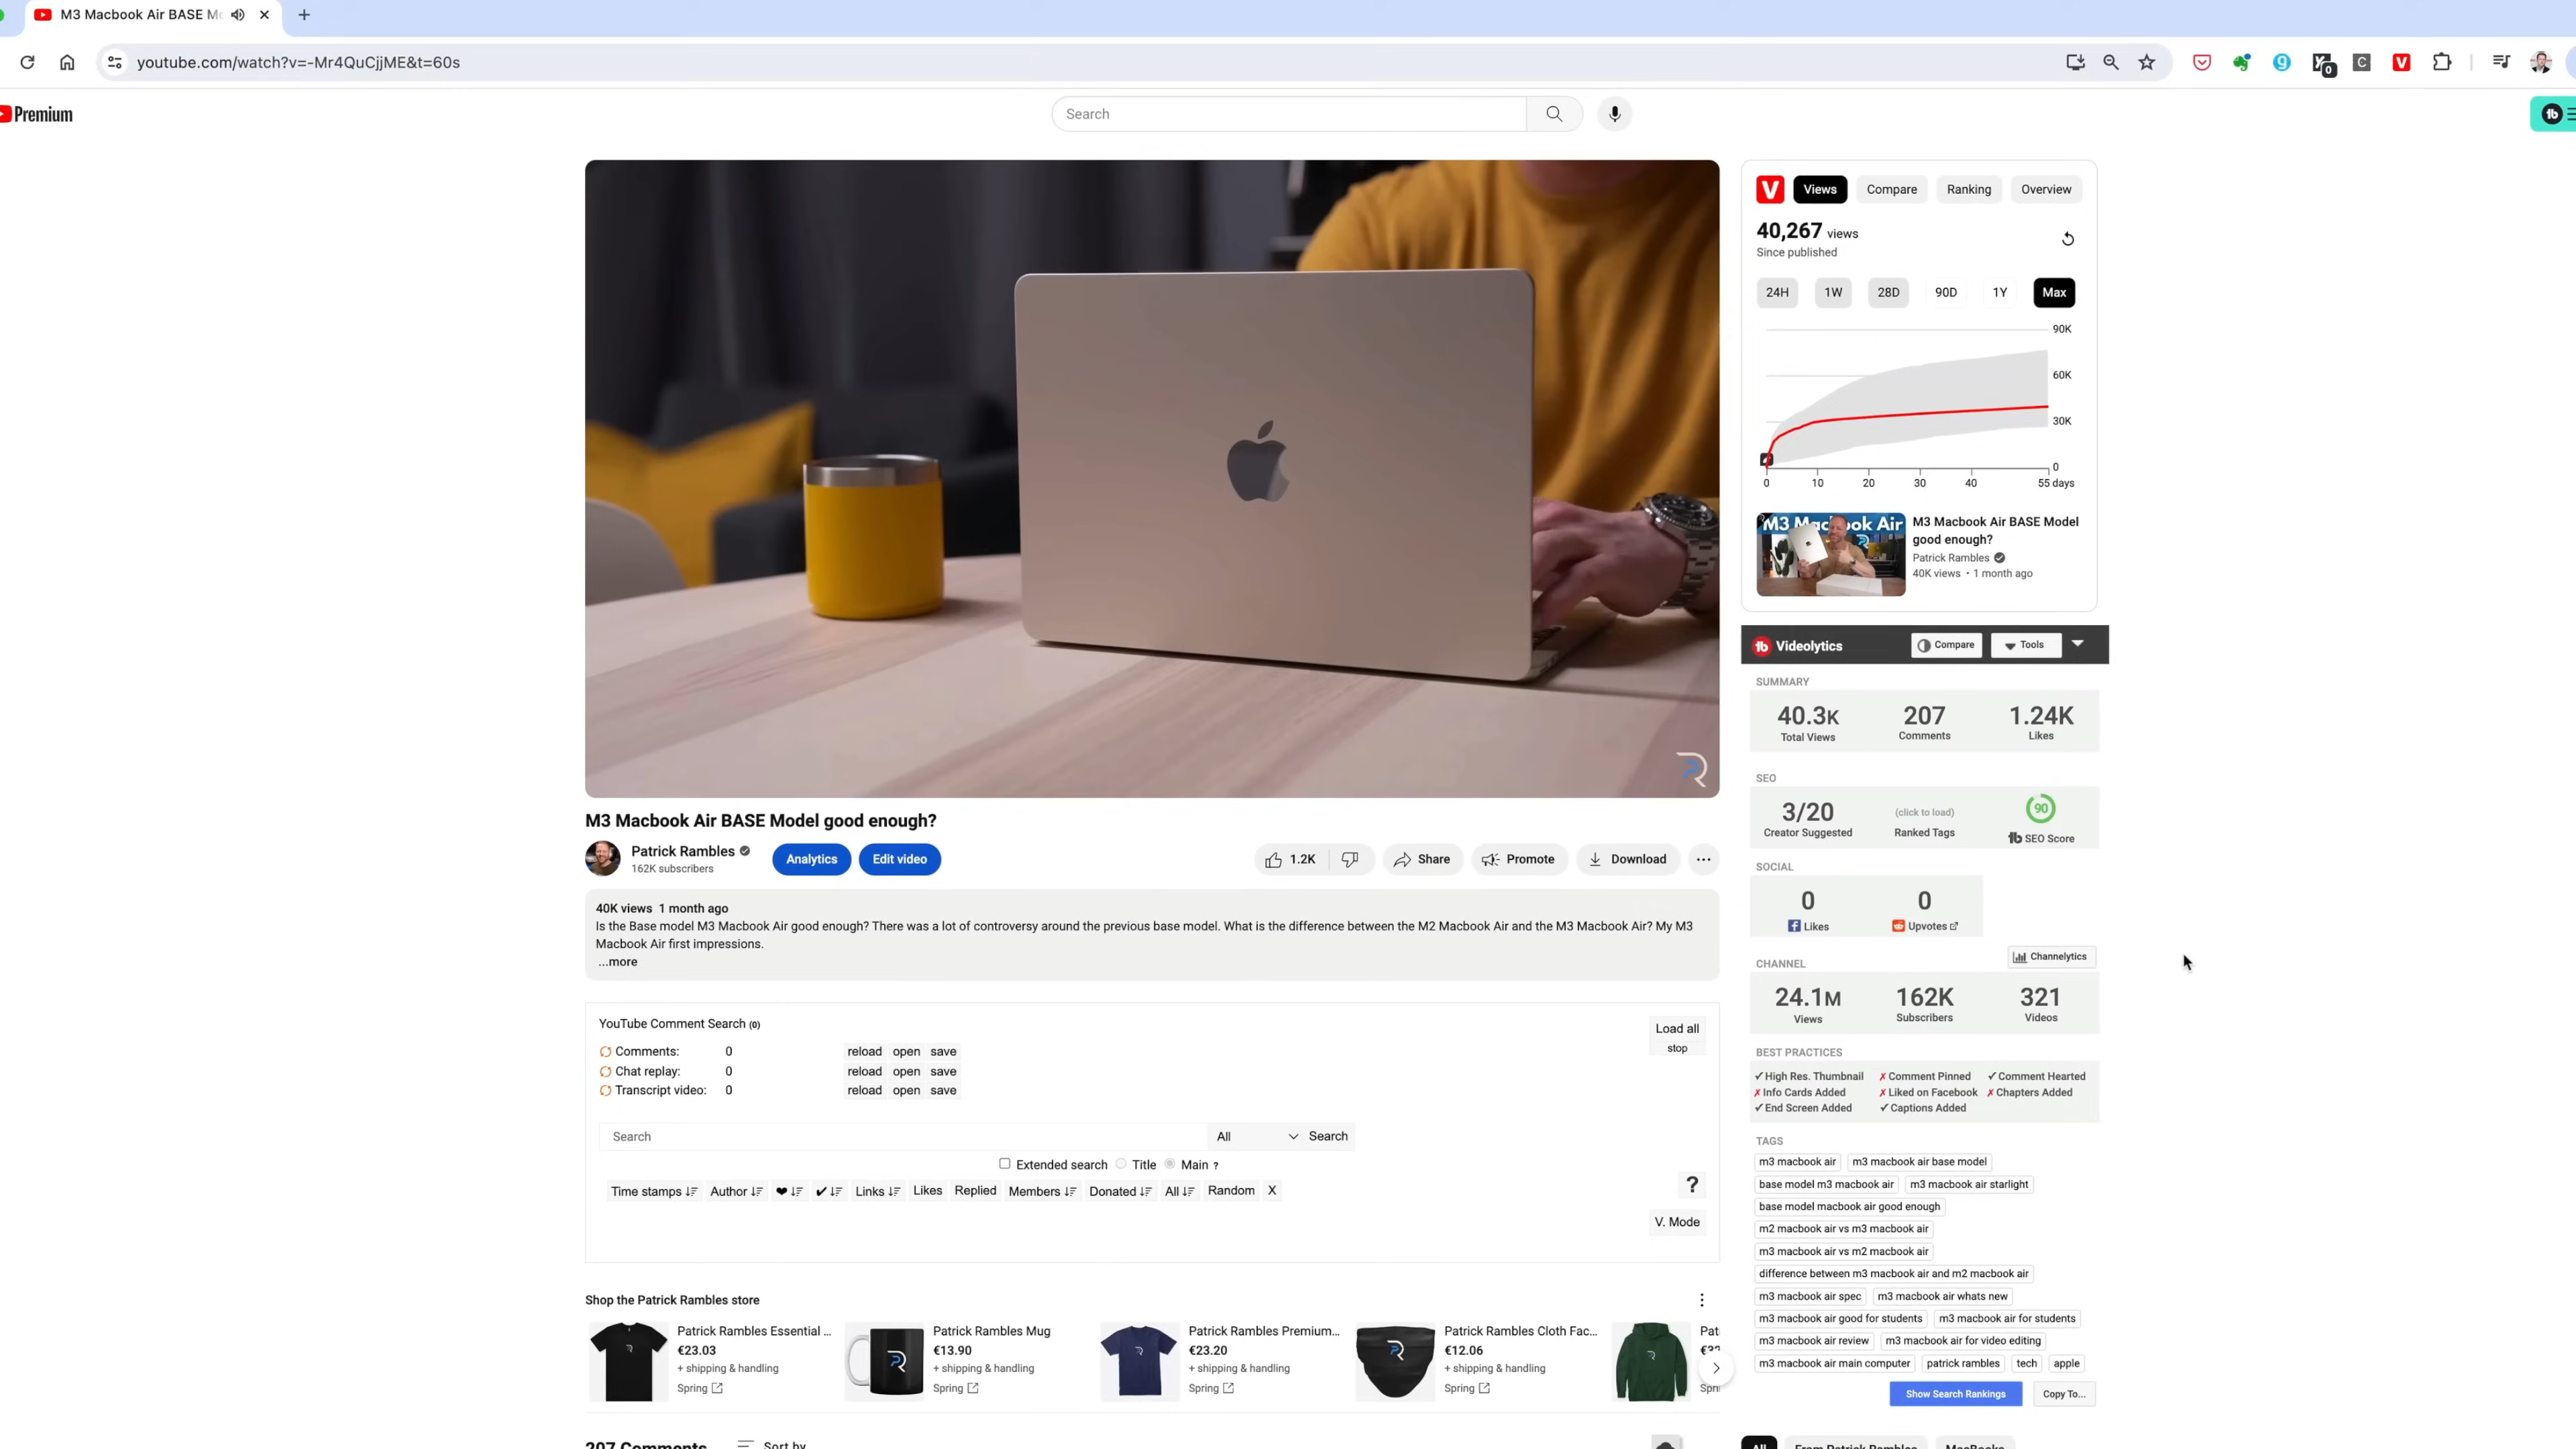 M3 Macbook Air BASE Mo
youtube.com/watch?v=-Mr4QuCjjME&t=60s
Premium
Search
M3 Macbook Air BASE Model good enough?
Patrick Rambles
162K subscribers
Analytics
Edit video
1.2K
Share
Promote
Download
40K views 1 month ago
Is the Base model M3 Macbook Air good enough? There was a lot of controversy around the previous base model. What is the difference between the M2 Macbook Air and the M3 Macbook Air? My M3
Macbook Air first impressions.
...more
YouTube Comment Search (0)
Load all
stop
Comments: 0 reload open save
Chat replay: 0 reload open save
Transcript video: 0 reload open save
Search All Search
Extended search Title Main ?
Time stamps Author Links Likes Replied Members Donated All Random X
?
V. Mode
Shop the Patrick Rambles store
Patrick Rambles Essential ...
€23.03
+ shipping & handling
Spring
Patrick Rambles Mug
€13.90
+ shipping & handling
Spring
Patrick Rambles Premium...
€23.20
+ shipping & handling
Spring
Patrick Rambles Cloth Fac...
€12.06
+ shipping & handling
Spring
207 Comments Sort by
Views Compare Ranking Overview
40,267 views
Since published
24H 1W 28D 90D 1Y Max
90K
60K
30K
0
0 10 20 30 40 55 days
M3 Macbook Air
M3 Macbook Air BASE Model
good enough?
Patrick Rambles
40K views • 1 month ago
tb Videolytics Compare Tools
SUMMARY
40.3K 207 1.24K
Total Views Comments Likes
SEO
3/20 (click to load) 90
Creator Suggested Ranked Tags tb SEO Score
SOCIAL
0 0
Likes Upvotes
CHANNEL Channelytics
24.1M 162K 321
Views Subscribers Videos
BEST PRACTICES
✓ High Res. Thumbnail ✗ Comment Pinned ✓ Comment Hearted
✗ Info Cards Added ✗ Liked on Facebook ✗ Chapters Added
✓ End Screen Added ✓ Captions Added
TAGS
m3 macbook air m3 macbook air base model
base model m3 macbook air m3 macbook air starlight
base model macbook air good enough
m2 macbook air vs m3 macbook air
m3 macbook air vs m2 macbook air
difference between m3 macbook air and m2 macbook air
m3 macbook air spec m3 macbook air whats new
m3 macbook air good for students m3 macbook air for students
m3 macbook air review m3 macbook air for video editing
m3 macbook air main computer patrick rambles tech apple
Show Search Rankings Copy To...
All From Patrick Rambles MacBooks